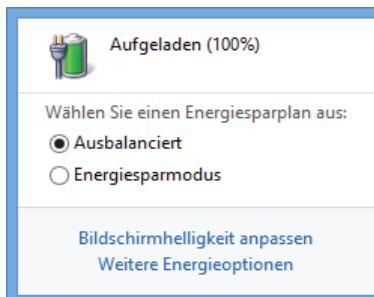 Aufgeladen (100%)
Wählen Sie einen Energiesparplan aus:
Ausbalanciert
Energiesparmodus
Bildschirmhelligkeit anpassen
Weitere Energieoptionen